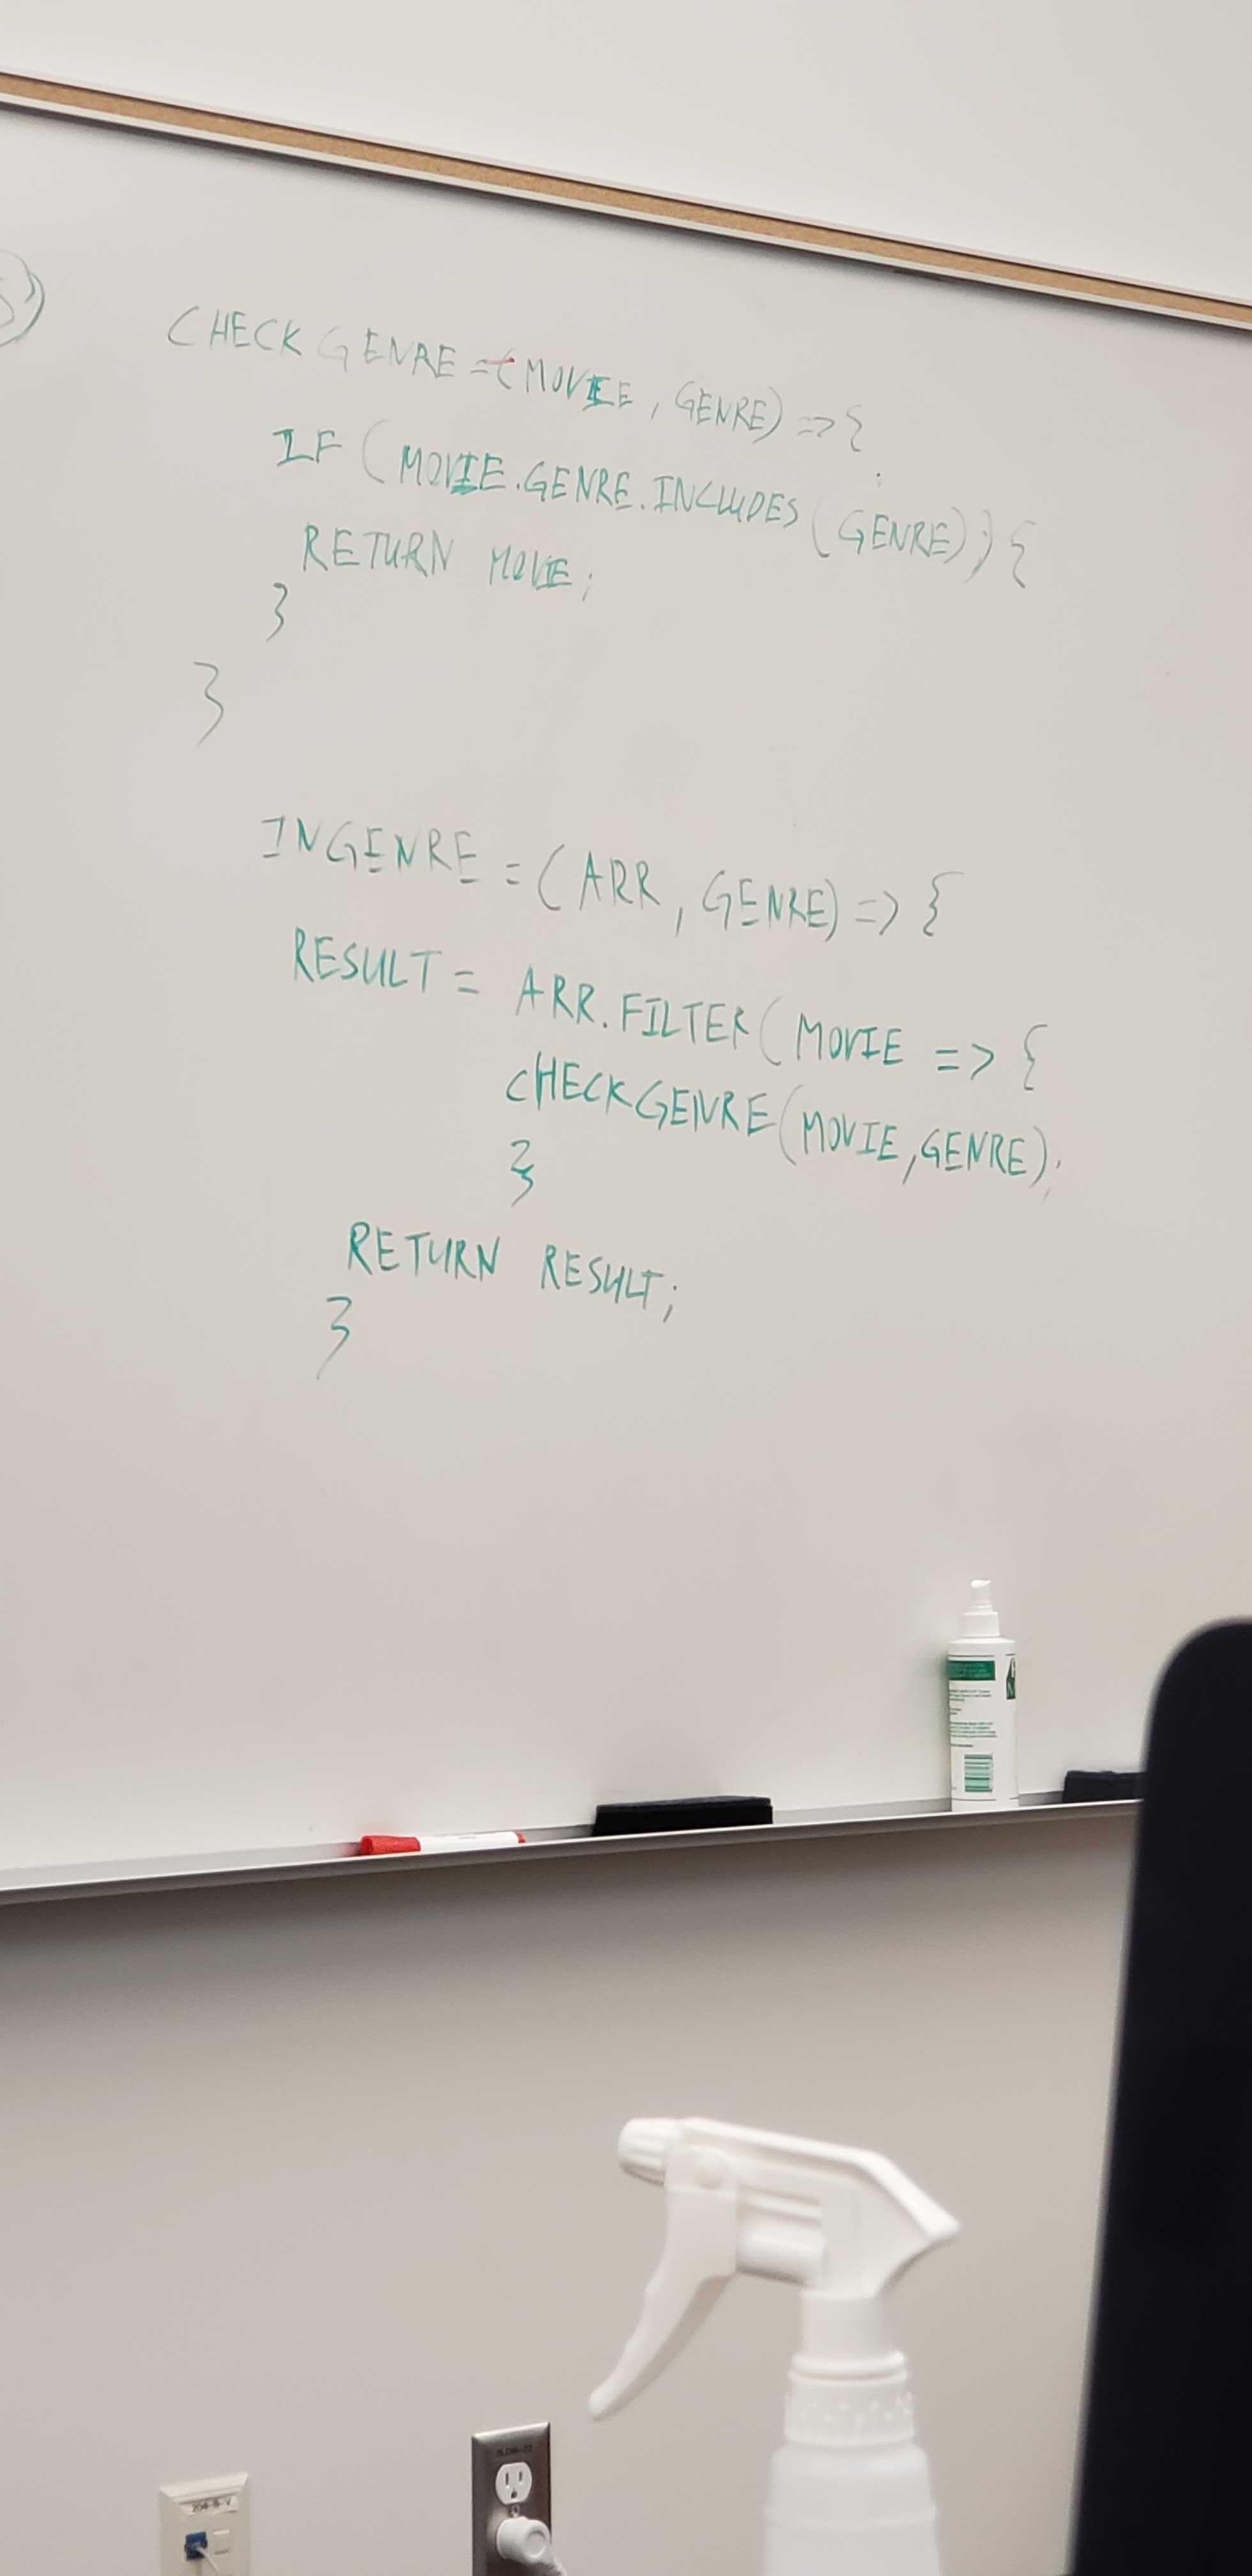 5)
CHECKGENRE = (MOVIE, GENRE) => {
IF (MOVIE.GENRE.INCLUDES(GENRE)) {
RETURN MOVIE;
}
}
INGENRE = (ARR, GENRE) => {
RESULT = ARR.FILTER(MOVIE => {
CHECKGENRE(MOVIE,GENRE);
}
RETURN RESULT;
}